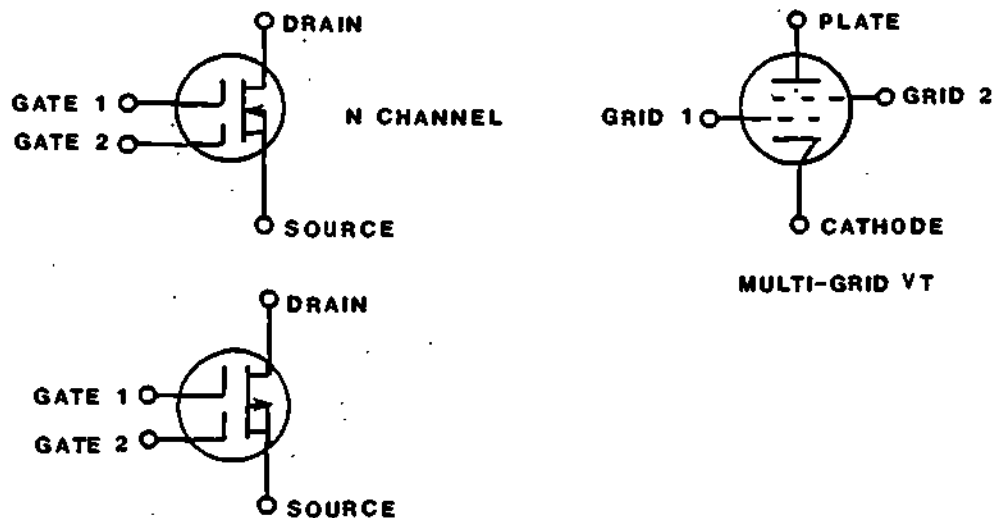 DRAIN
GATE 1
GATE 2
N CHANNEL
SOURCE
PLATE
GRID 1
GRID 2
CATHODE
MULTI-GRID VT
DRAIN
GATE 1
GATE 2
SOURCE